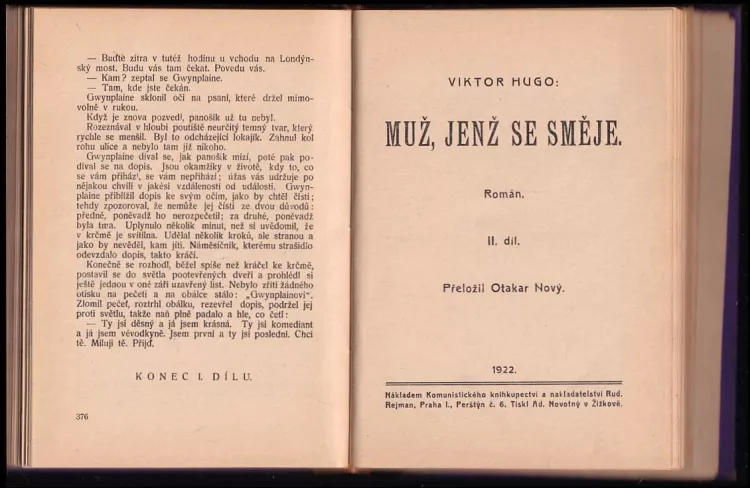 — Buďte zítra v tutéž hodinu u vchodu na Londýn-
ský most. Budu vás tam čekat. Povedu vás.
— Kam? zeptal se Gwynplaine.
— Tam, kde jste čekán.
Gwynplaine sklonil oči na psaní, které držel mimo-
volně v rukou.
Když je znova pozvedl, panošík už tu nebyl.
Rozeznával v hloubi poutiště neurčitý temný tvar, který
rychle se menšil. Byl to odcházející lokajík. Zahnul kol
rohu ulice a nebylo tam již nikoho.
Gwynplaine díval se, jak panošík mizí, poté pak po-
díval se na dopis. Jsou okamžiky v životě, kdy to, co
se vám přihází, se vám nepřihází; úžas vás udržuje po
nějakou chvíli v jakési vzdálenosti od události. Gwyn-
plaine přiblížil dopis ke svým očím, jako by chtěl čísti;
tehdy zpozoroval, že nemůže jej čísti ze dvou důvodů:
předně, poněvadž ho nerozpečetil; za druhé, poněvadž
byla tma. Uplynulo několik minut, než si uvědomil, že
v krčmě je svítilna. Udělal několik kroků, ale stranou a
jako by nevěděl, kam jíti. Náměsíčník, kterému strašidlo
odevzdalo dopis, takto kráčí.
Konečně se rozhodl, běžel spíše než kráčel ke krčmě,
postavil se do světla pootevřených dveří a prohlédl si
ještě jednou v oné záři uzavřený list. Nebylo zříti žádného
otisku na pečeti a na obálce stálo: „Gwynplainovi“.
Zlomil pečeť, roztrhl obálku, rozevřel dopis, podržel jej
proti světlu, takže naň plně padalo a hle, co četl:
— Ty jsi děsný a já jsem krásná. Ty jsi komediant
a já jsem vévodkyně. Jsem první a ty jsi poslední. Chci
tě. Miluji tě. Přijď.
KONEC I. DÍLU.
376
VIKTOR HUGO:
MUŽ, JENŽ SE SMĚJE.
Román.
II. díl.
Přeložil Otakar Nový.
1922.
Nákladem Komunistického knihkupectví a nakladatelství Rud.
Rejman, Praha I., Perštýn č. 6. Tiskl Ad. Novotný v Žižkově.